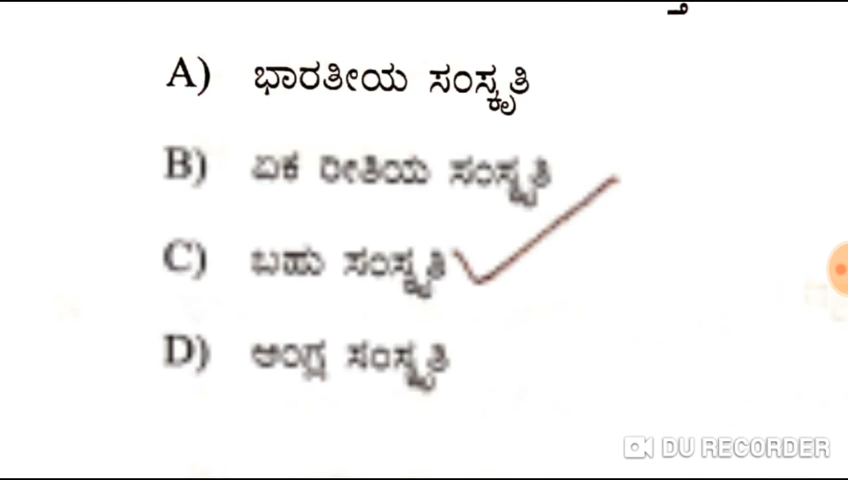 A) ಭಾರತೀಯ ಸಂಸ್ಕೃತಿ
B) ಏಕ ರೀತಿಯ ಸಂಸ್ಕೃತಿ
C) ಬಹು ಸಂಸ್ಕೃತಿ
D) ಆಂಗ್ಲ ಸಂಸ್ಕೃತಿ
DU RECORDER